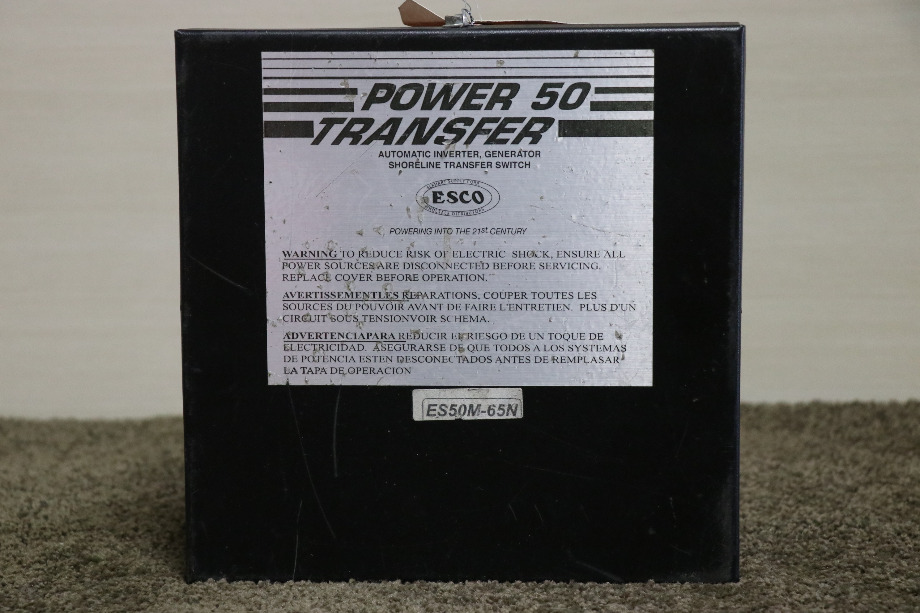 POWER 50
TRANSFER
AUTOMATIC INVERTER, GENERATOR
SHORELINE TRANSFER SWITCH
ESCO
POWERING INTO THE 21st CENTURY
WARNING TO REDUCE RISK OF ELECTRIC SHOCK, ENSURE ALL
POWER SOURCES ARE DISCONNECTED BEFORE SERVICING.
REPLACE COVER BEFORE OPERATION.
AVERTISSEMENTLES REPARATIONS, COUPER TOUTES LES
SOURCES DU POUVOIR AVANT DE FAIRE L'ENTRETIEN. PLUS D'UN
CIRCUIT SOUS TENSIONVOIR SCHEMA.
ADVERTENCIAPARA REDUCIR EL RIESGO DE UN TOQUE DE
ELECTRICIDAD. ASEGURARSE DE QUE TODOS A LOS SYSTEMAS
DE POTENCIA ESTEN DESCONECTADOS ANTES DE REMPLASAR
LA TAPA DE OPERACION
ES50M-65N